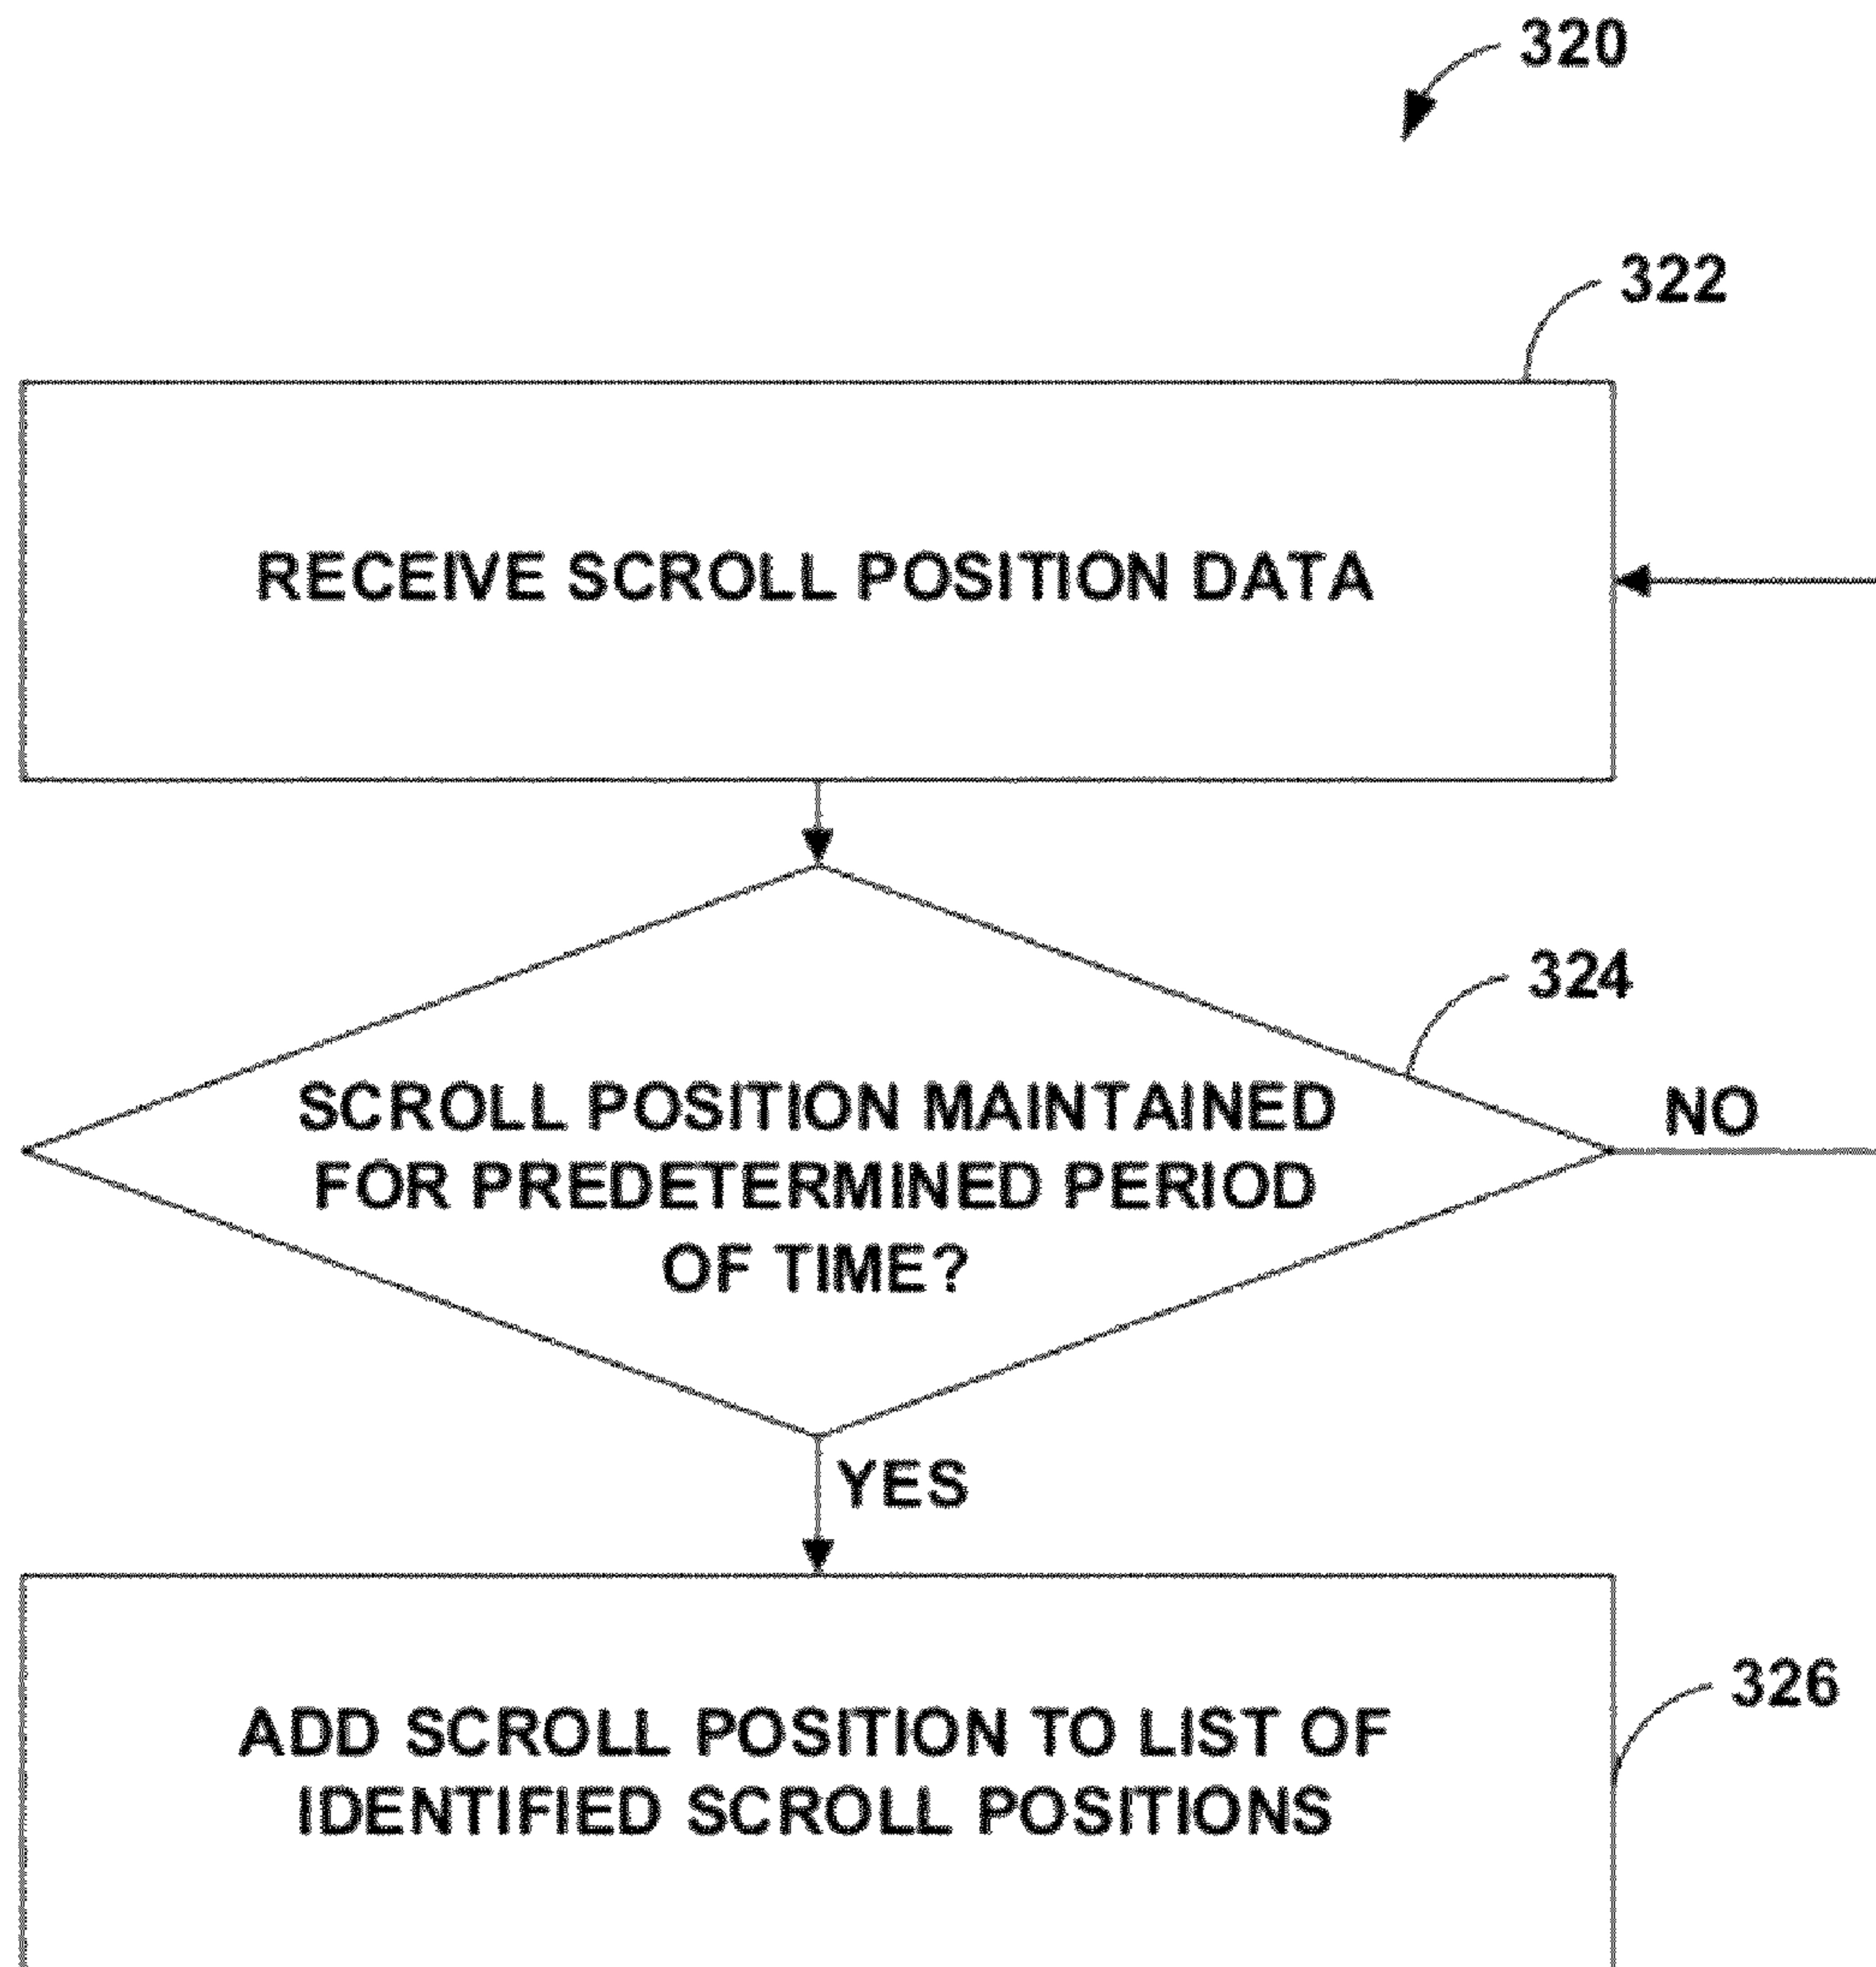 320
322
RECEIVE SCROLL POSITION DATA
324
SCROLL POSITION MAINTAINED
FOR PREDETERMINED PERIOD
OF TIME?
NO
YES
326
ADD SCROLL POSITION TO LIST OF
IDENTIFIED SCROLL POSITIONS